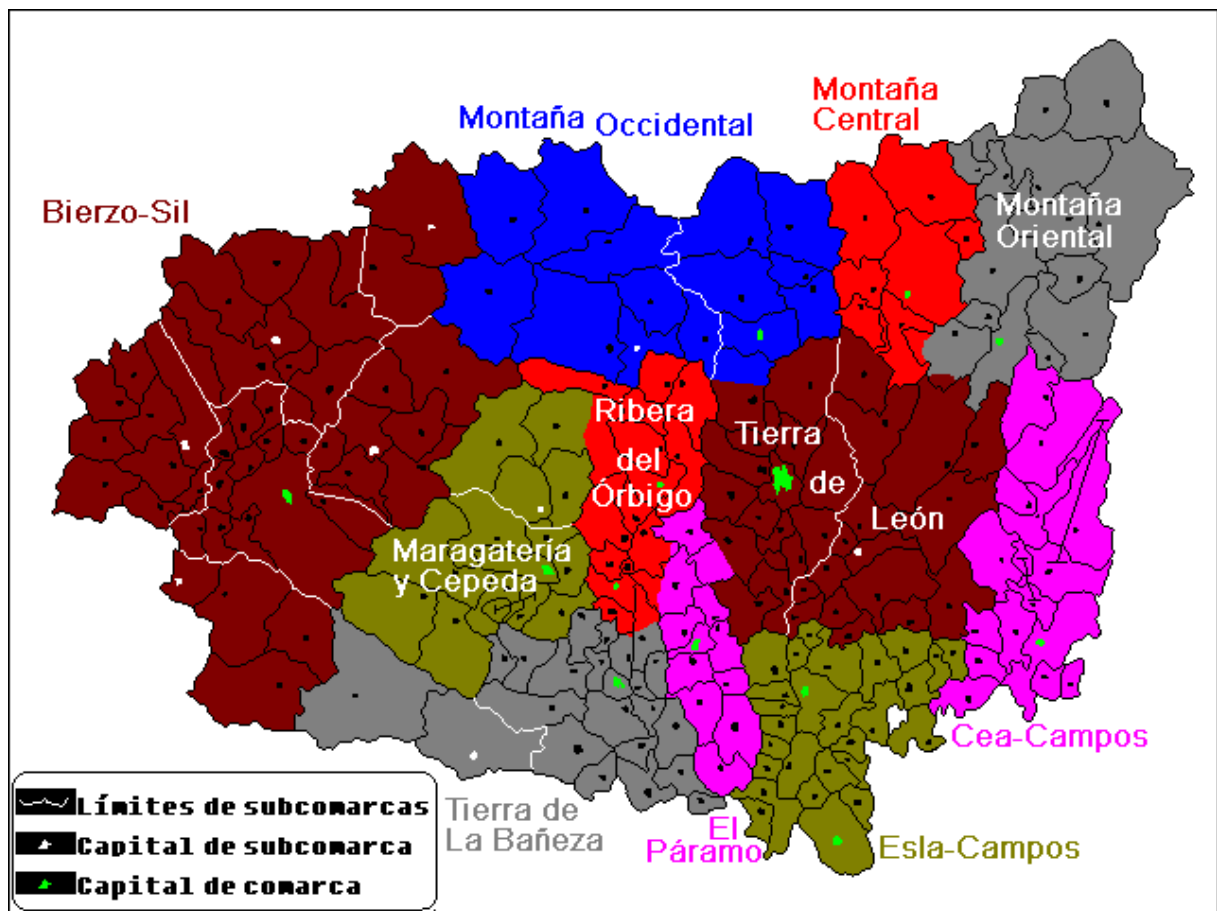 Montaña Occidental
Montaña
Central
Bierzo-Sil
Montaña
Oriental
Ribera
del
Órbigo
Tierra
de
León
Maragatería
y Cepeda
Cea-Campos
Tierra de
La Bañeza
El
Páramo
Esla-Campos
Límites de subcomarcas
Capital de subcomarca
Capital de comarca